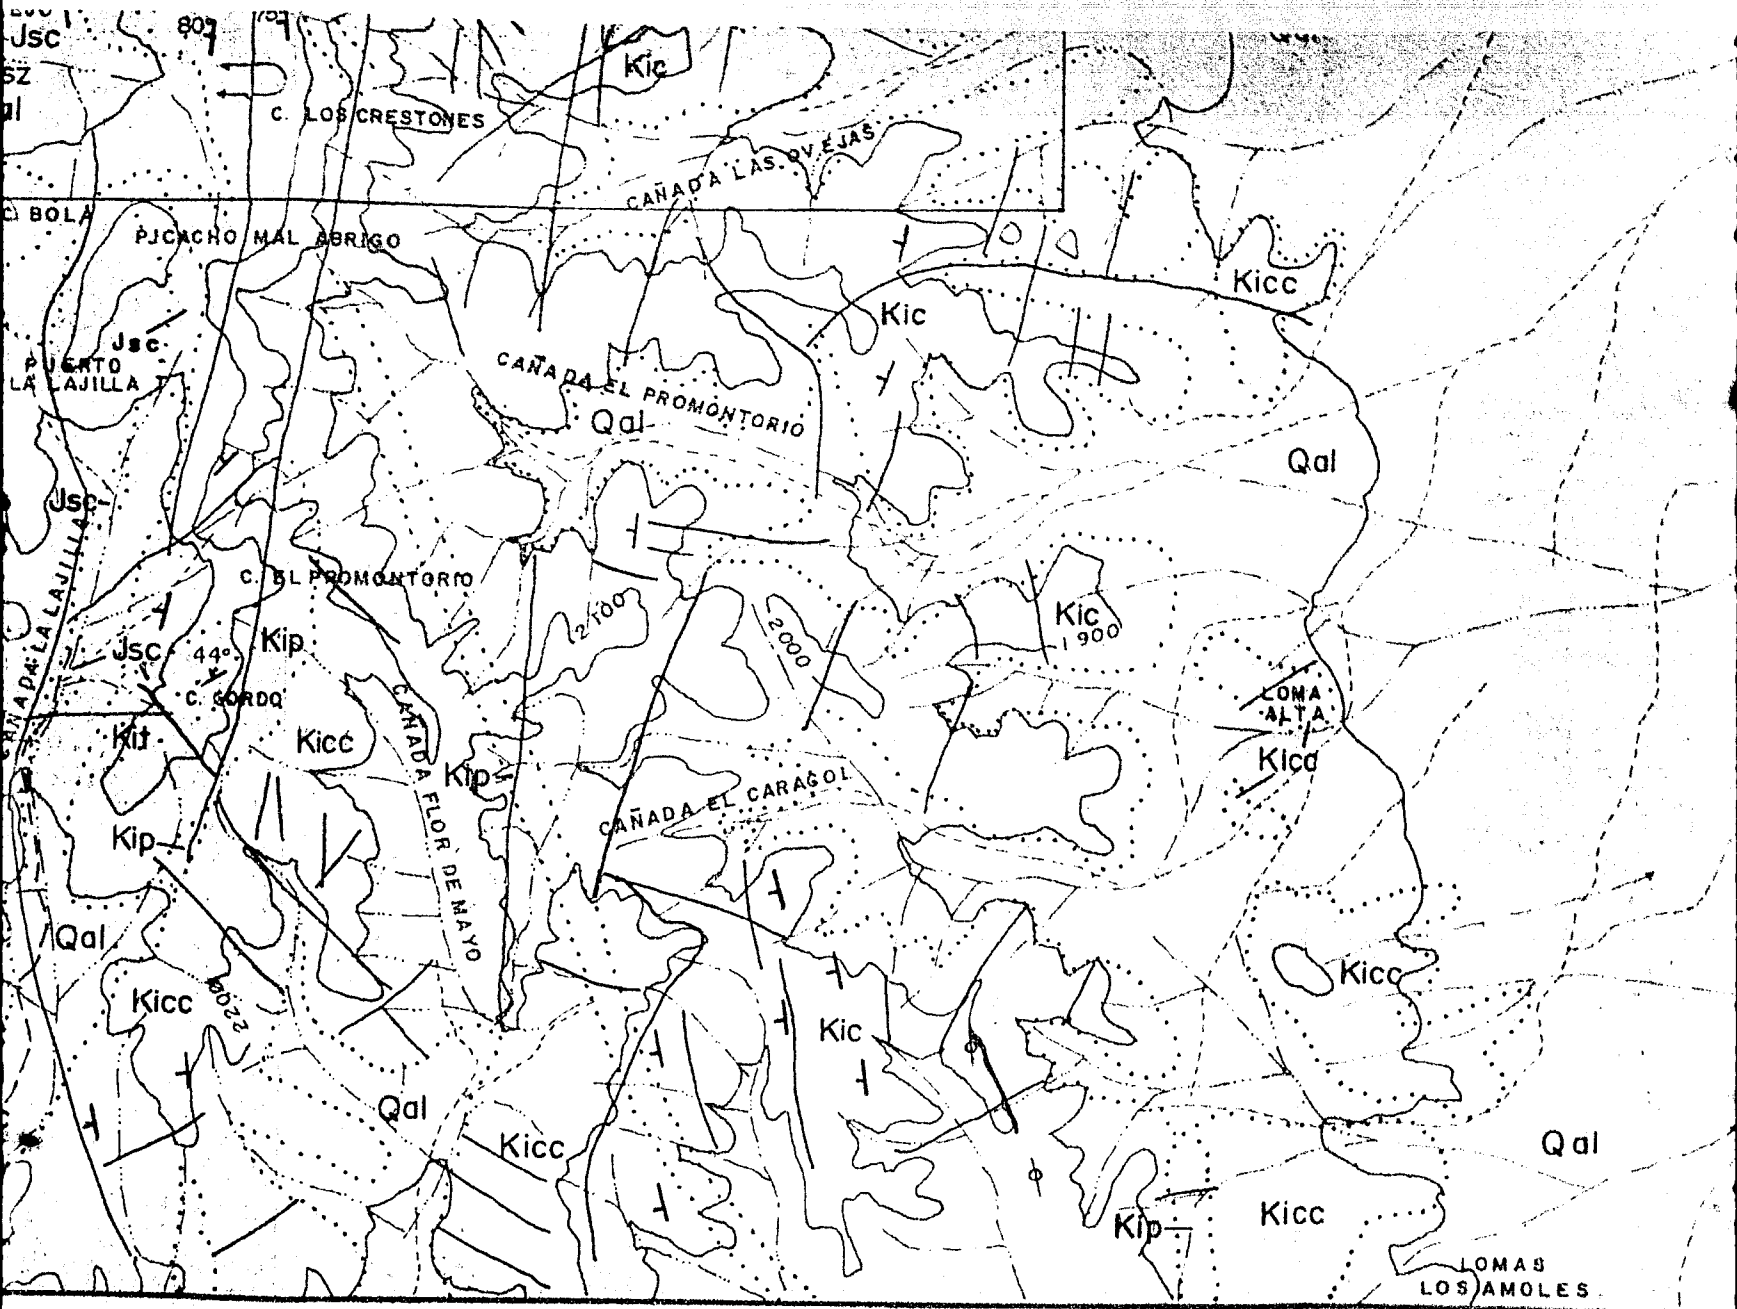 Jsc
80°
75°
SZ
Kic
al
C. LOS CRESTONES
CAÑADA LAS OVEJAS
BOLA
PICACHO MAL ABRIGO
Kicc
Kic
Jsc
PUERTO
LA LAJILLA
CAÑADA EL PROMONTORIO
Qal
Qal
Jsc
C. EL PROMONTORIO
CAÑADA LA LAJILLA
2100
2000
Kic
1900
Kip
Jsc
44°
C. GORDO
LOMA
ALTA
Kit
Kicc
CAÑADA FLOR DE MAYO
Kip
Kicc
CAÑADA EL CARACOL
Kip
Qal
Kicc
Kicc
2200
Kic
Qal
Kicc
Qal
Kip
Kicc
LOMAS
LOS AMOLES